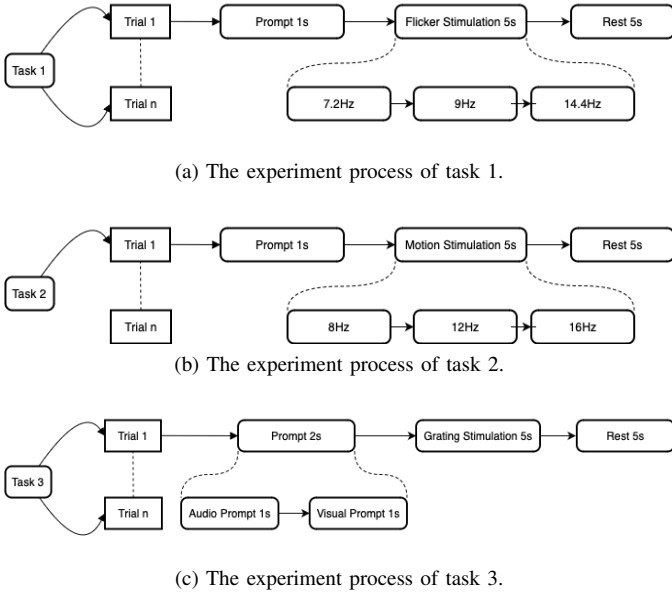 Trial 1
Prompt 1s
Flicker Stimulation 5s
Rest 5s
Task 1
Trial n
7.2Hz
9Hz
14.4Hz
(a) The experiment process of task 1.
Trial 1
Prompt 1s
Motion Stimulation 5s
Rest 5s
Task 2
Trial n
8Hz
12Hz
16Hz
(b) The experiment process of task 2.
Trial 1
Prompt 2s
Grating Stimulation 5s
Rest 5s
Task 3
Trial n
Audio Prompt 1s
Visual Prompt 1s
(c) The experiment process of task 3.